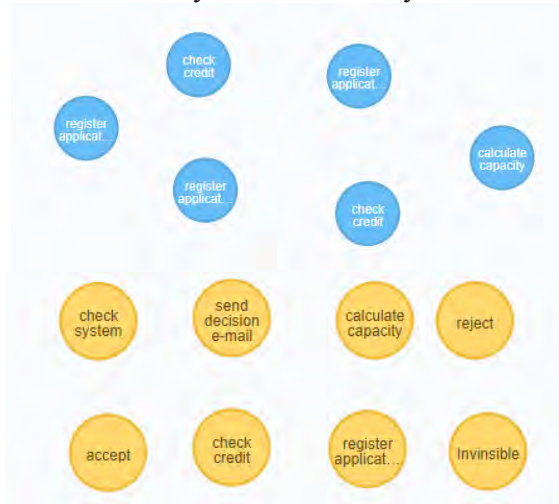 check
credit
register
applicat...
register
applicat...
calculate
capacity
register
applicat...
check
credit
check
system
send
decision
e-mail
calculate
capacity
reject
accept
check
credit
register
applicat...
Invinsible